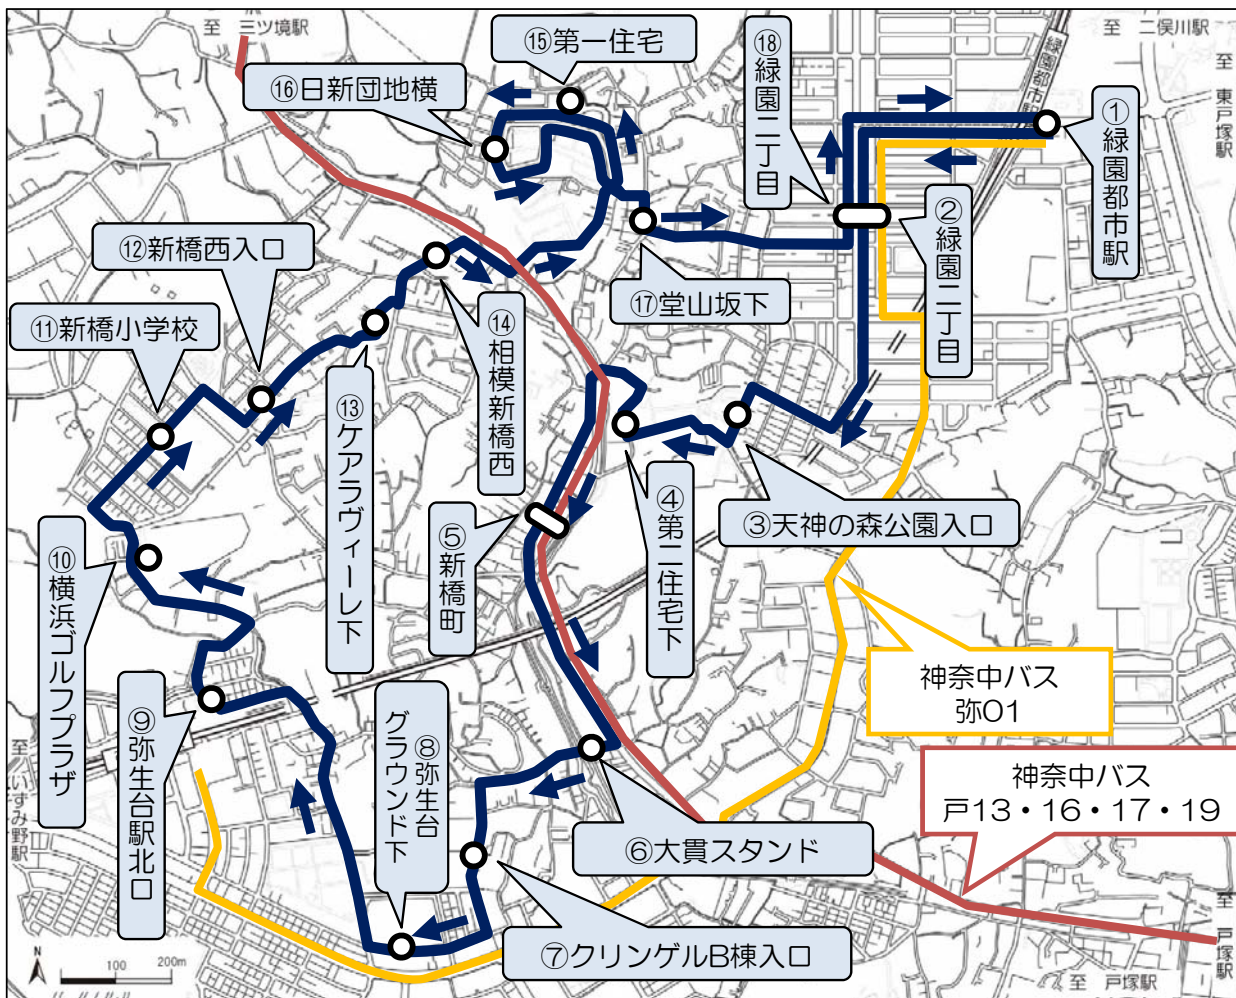 至 三ツ境駅
⑮第一住宅
⑯日新団地横
⑱緑園二丁目
緑園都市駅
至 二俣川駅
至 東戸塚駅
①緑園都市駅
②緑園二丁目
⑰堂山坂下
⑫新橋西入口
⑪新橋小学校
⑭相模新橋西
⑬ケアラヴィーレ下
③天神の森公園入口
④第二住宅下
⑤新橋町
⑩横浜ゴルフプラザ
⑨弥生台駅北口
⑧弥生台
グラウンド下
神奈中バス
弥01
神奈中バス
戸13・16・17・19
⑥大貫スタンド
⑦クリンゲルB棟入口
至 いずみ野駅
至 戸塚駅
至 戸塚駅
N
100
200m